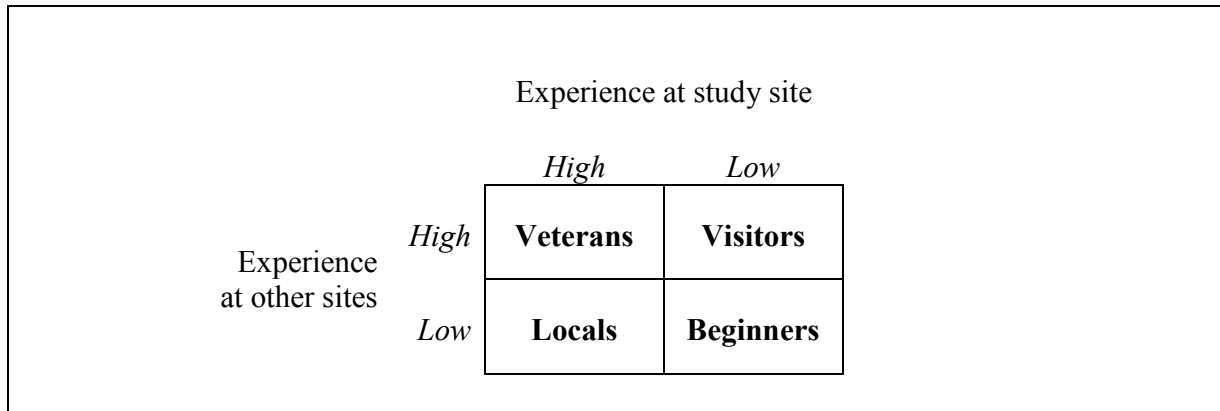 Experience at study site
High Low
High Veterans Visitors
Experience
at other sites
Low Locals Beginners